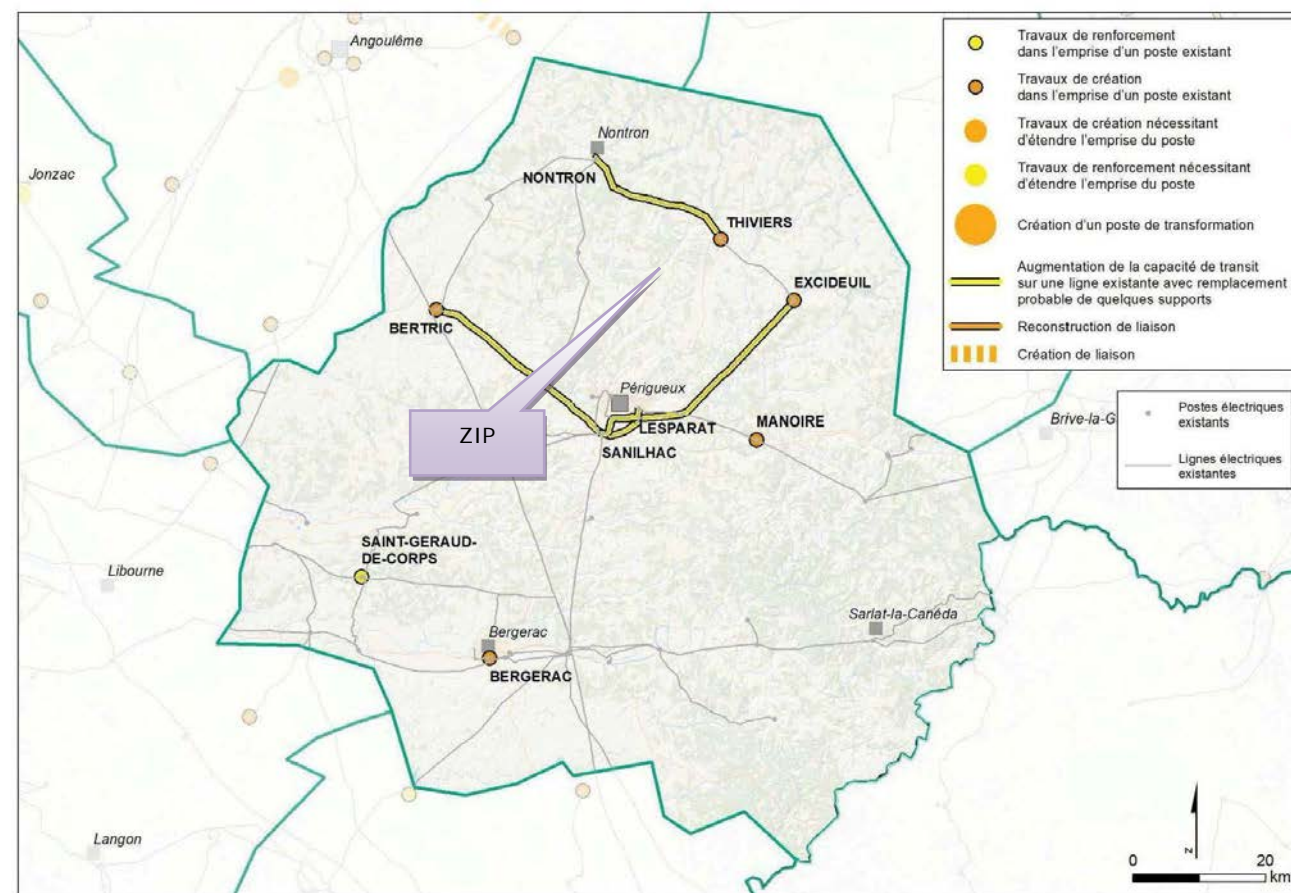 Angoulême
Jonzac
Nontron
NONTRON
THIVIERS
EXCIDEUIL
BERTRIC
Périgueux
LESPARAT
SANILHAC
MANOIRE
ZIP
Brive-la-G
SAINT-GERAUD-
DE-CORPS
Libourne
Bergerac
BERGERAC
Sarlat-la-Canéda
Langon
Travaux de renforcement
dans l'emprise d'un poste existant
Travaux de création
dans l'emprise d'un poste existant
Travaux de création nécessitant
d'étendre l'emprise du poste
Travaux de renforcement nécessitant
d'étendre l'emprise du poste
Création d'un poste de transformation
Augmentation de la capacité de transit
sur une ligne existante avec remplacement
probable de quelques supports
Reconstruction de liaison
Création de liaison
Postes électriques
existants
Lignes électriques
existantes
N
0 20
km